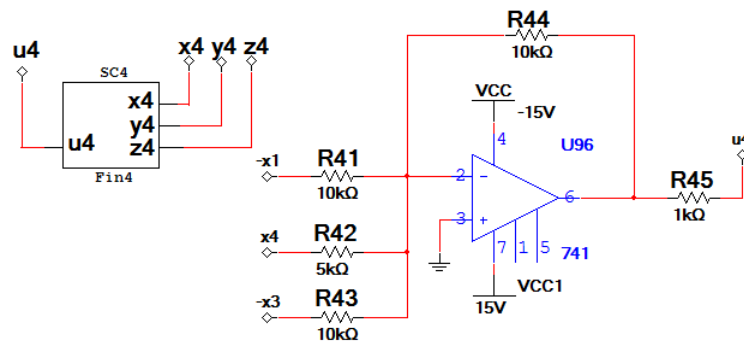 u4
SC4
x4 y4 z4
u4
x4
y4
z4
Fin4
R44
10kΩ
VCC
-15V
4
U96
-x1
R41
10kΩ
2
6
R45
1kΩ
u4
x4
R42
5kΩ
3
7
1
5
741
-x3
R43
10kΩ
15V
VCC1